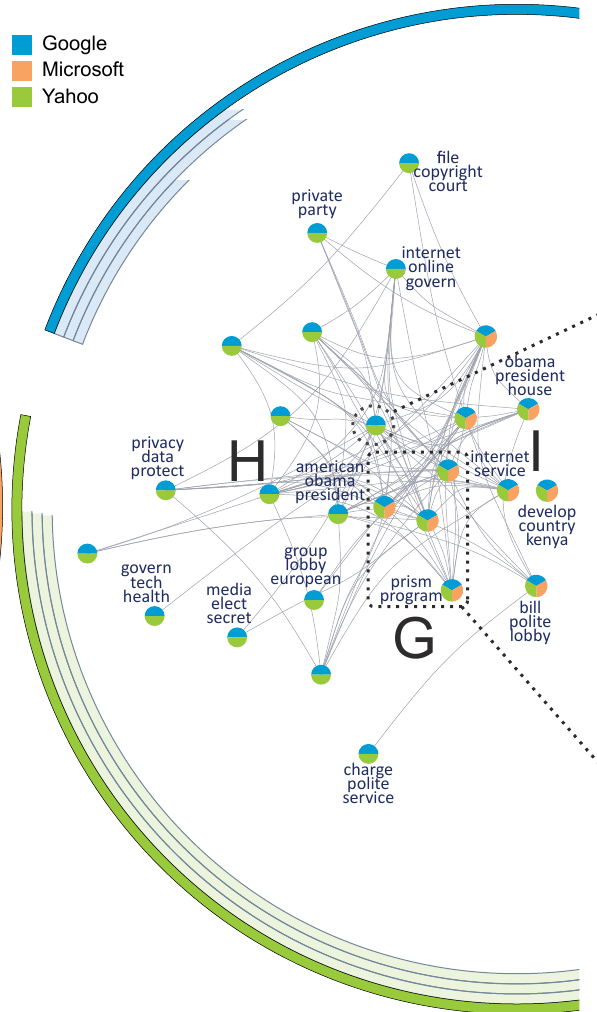 Google
Microsoft
Yahoo
file
copyright
court
private
party
internet
online
govern
obama
president
house
privacy
data
protect
H
american
obama
president
internet
service
I
develop
country
kenya
govern
tech
health
group
lobby
european
media
elect
secret
prism
program
bill
polite
lobby
G
charge
polite
service